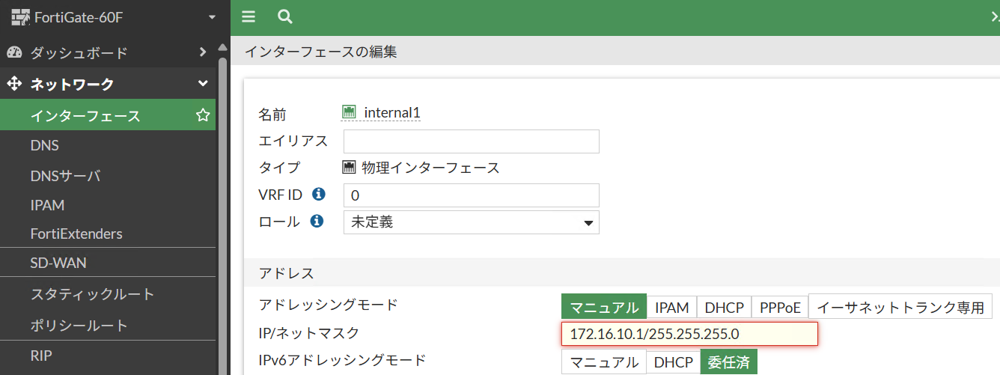 FortiGate-60F
ダッシュボード
ネットワーク
インターフェース
DNS
DNSサーバ
IPAM
FortiExtenders
SD-WAN
スタティックルート
ポリシールート
RIP
インターフェースの編集
名前 internal1
エイリアス
タイプ 物理インターフェース
VRF ID 0
ロール 未定義
アドレス
アドレッシングモード マニュアル IPAM DHCP PPPoE イーサネットトランク専用
IP/ネットマスク 172.16.10.1/255.255.255.0
IPv6アドレッシングモード マニュアル DHCP 委任済